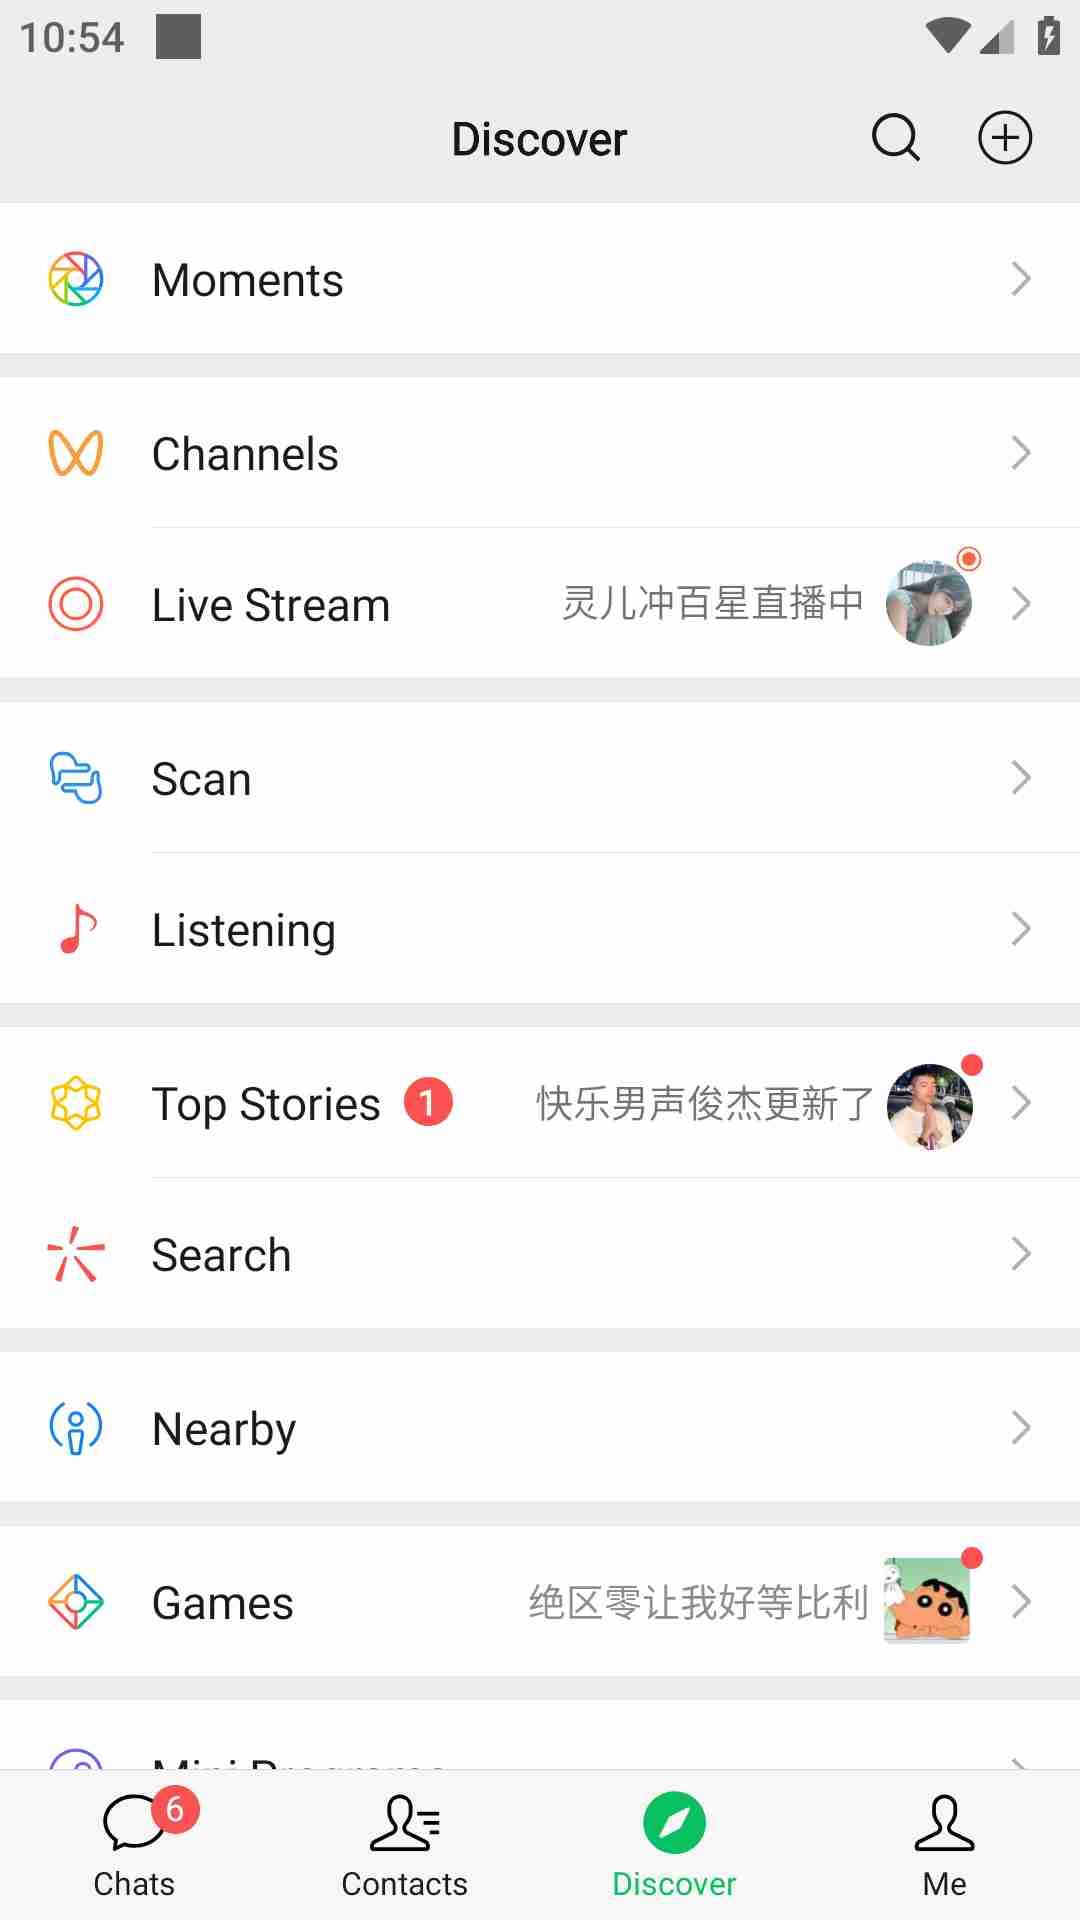 10:54
Discover
Moments
Channels
Live Stream 灵儿冲百星直播中
Scan
Listening
Top Stories 1 快乐男声俊杰更新了
Search
Nearby
Games 绝区零让我好等比利
Mini Programs
6
Chats Contacts Discover Me